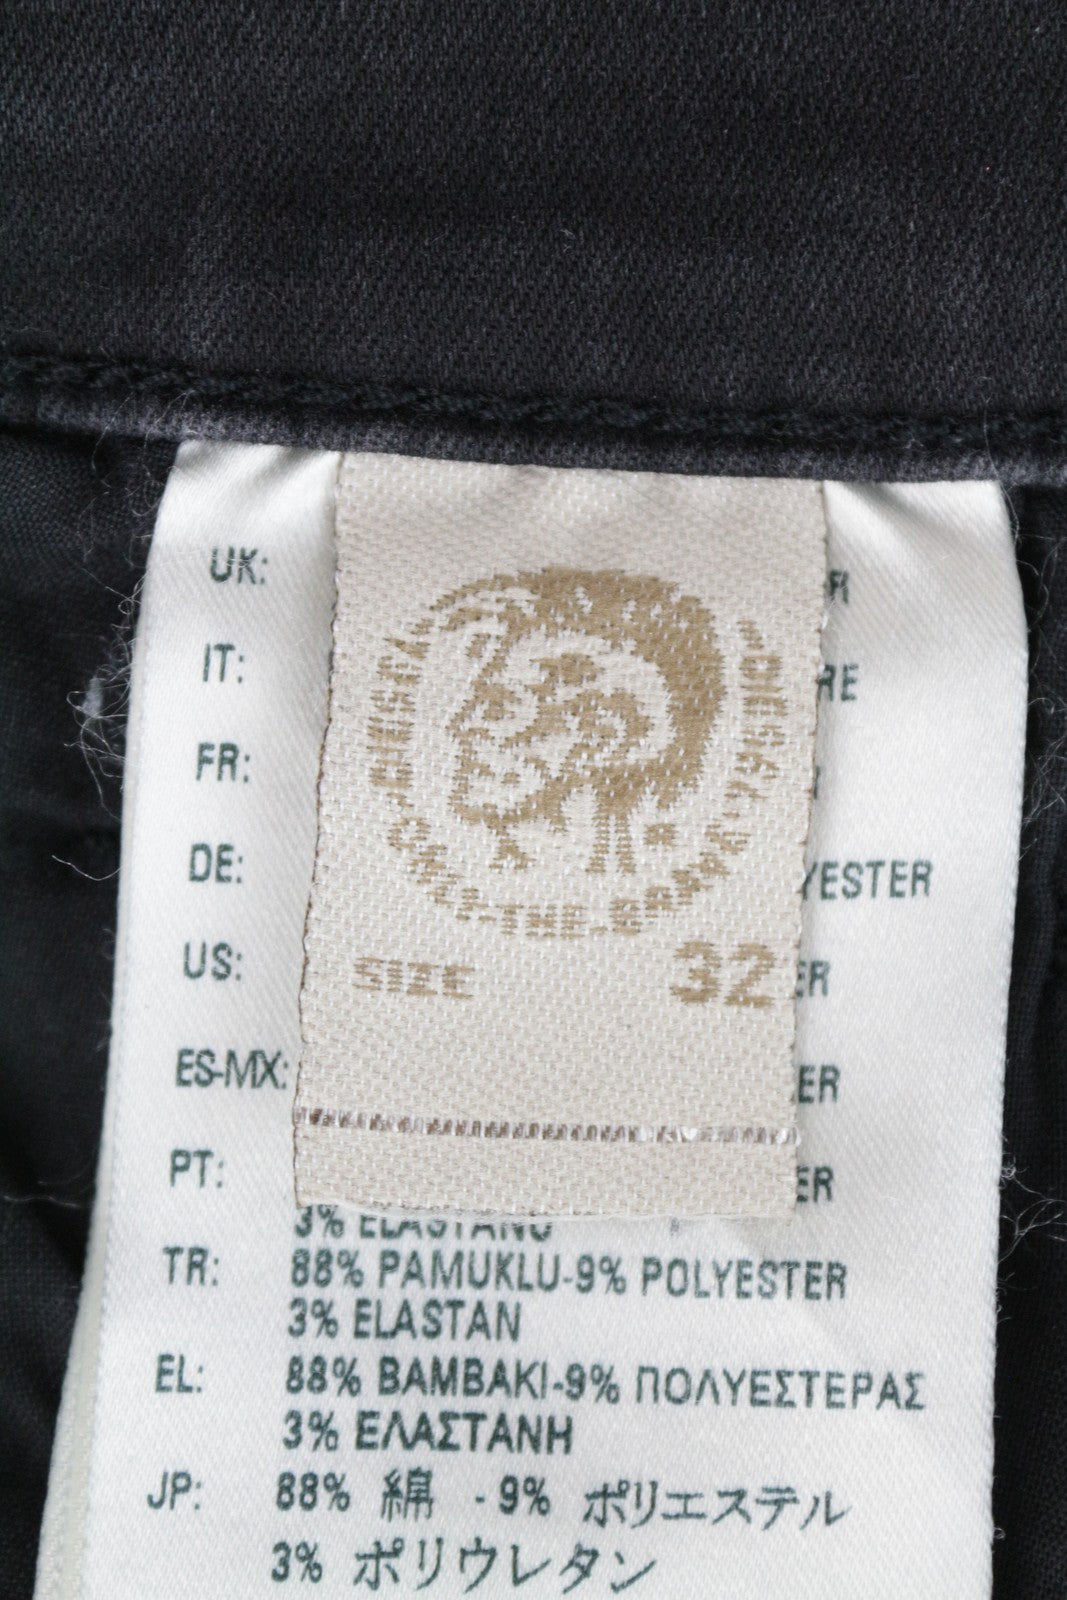 SIZE 32
UK:
IT: RE
FR:
DE: YESTER
US: ER
ES-MX: ER
PT: ER
3% ELASTANO
TR: 88% PAMUKLU-9% POLYESTER
3% ELASTAN
EL: 88% ΒΑΜΒΑΚΙ-9% ΠΟΛΥΕΣΤΕΡΑΣ
3% ΕΛΑΣΤΑΝΗ
JP: 88% 綿 - 9% ポリエステル
3% ポリウレタン